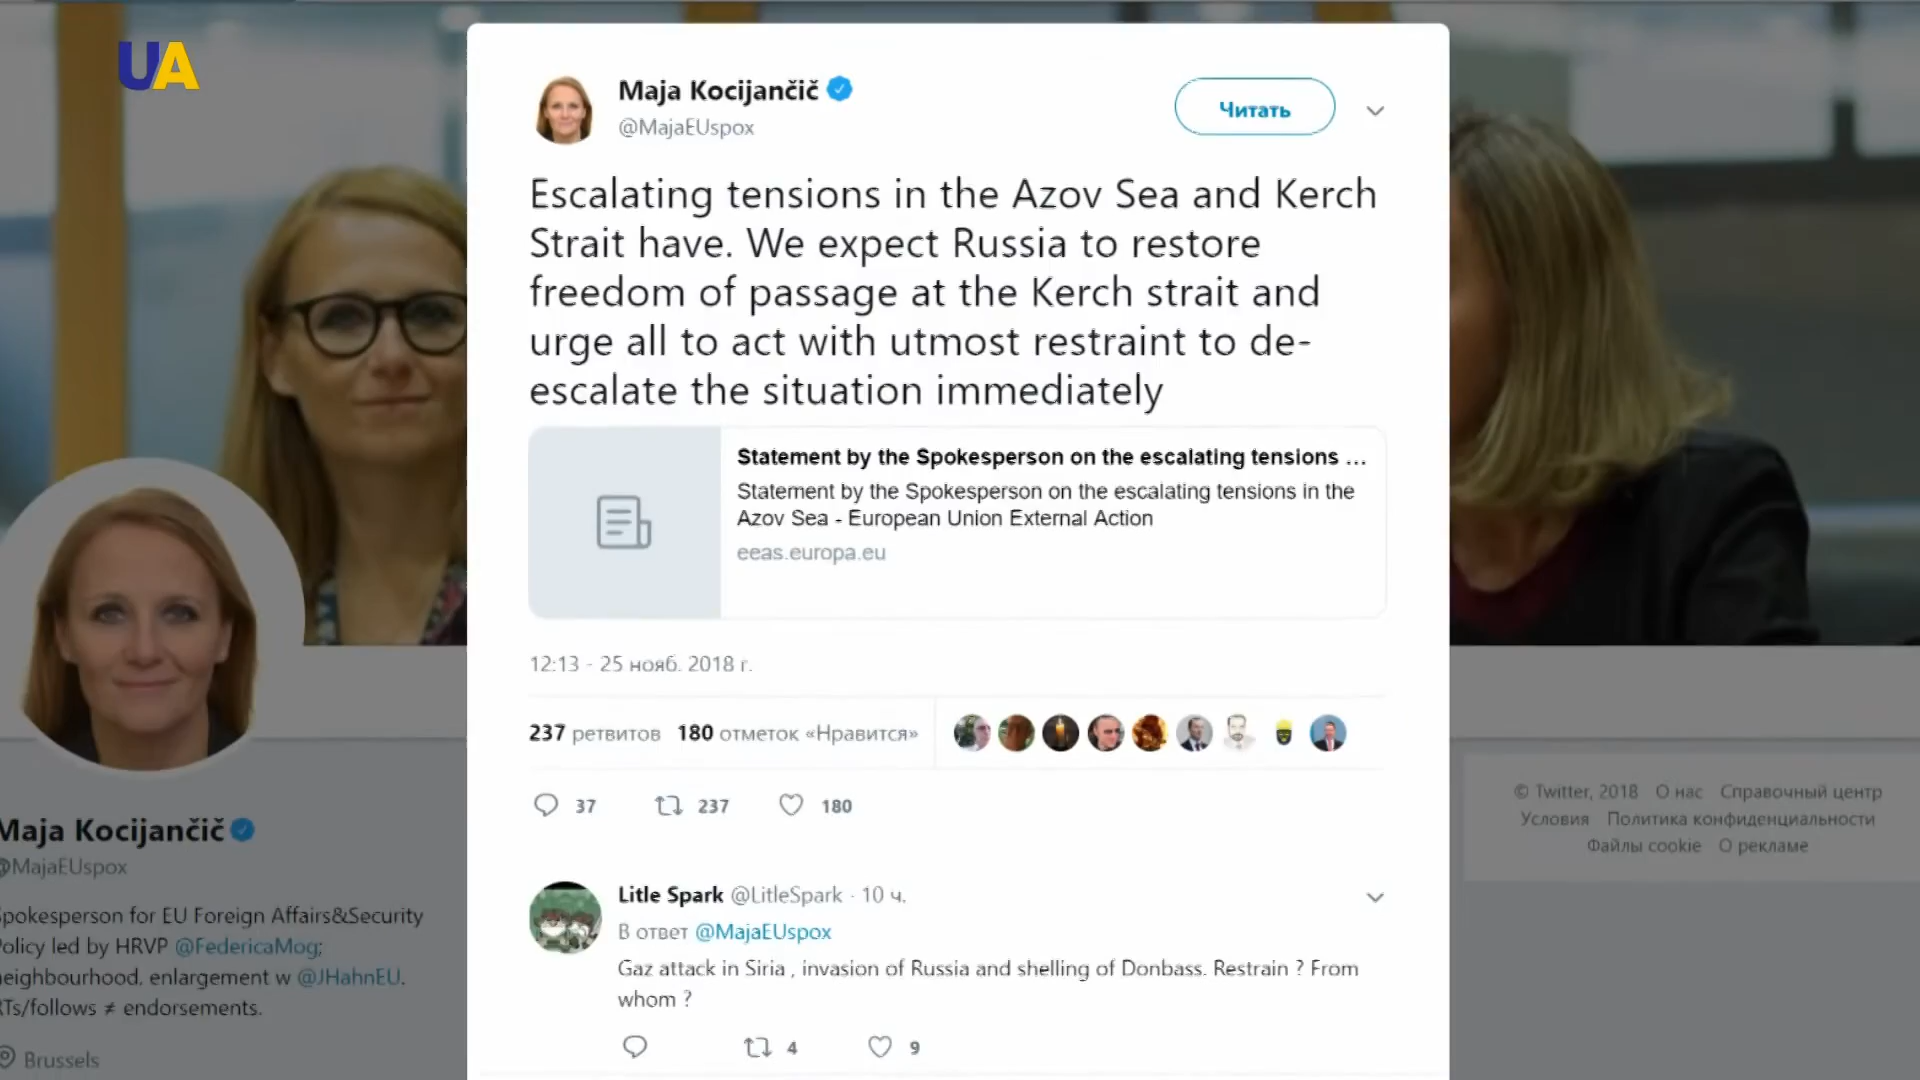 UA
Maja Kocijančič
@MajaEUspox
Читать
Escalating tensions in the Azov Sea and Kerch
Strait have. We expect Russia to restore
freedom of passage at the Kerch strait and
urge all to act with utmost restraint to de-
escalate the situation immediately
Statement by the Spokesperson on the escalating tensions ...
Statement by the Spokesperson on the escalating tensions in the
Azov Sea - European Union External Action
eeas.europa.eu
12:13 - 25 нояб. 2018 г.
237 ретвитов 180 отметок «Нравится»
37 237 180
Litle Spark @LitleSpark · 10 ч.
В ответ @MajaEUspox
Gaz attack in Siria , invasion of Russia and shelling of Donbass. Restrain ? From
whom ?
4 9
Maja Kocijančič
@MajaEUspox
pokesperson for EU Foreign Affairs&Security
olicy led by HRVP @FedericaMog;
neighbourhood, enlargement w @JHahnEU.
RTs/follows ≠ endorsements.
Brussels
© Twitter, 2018 О нас Справочный центр
Условия Политика конфиденциальности
Файлы cookie О рекламе